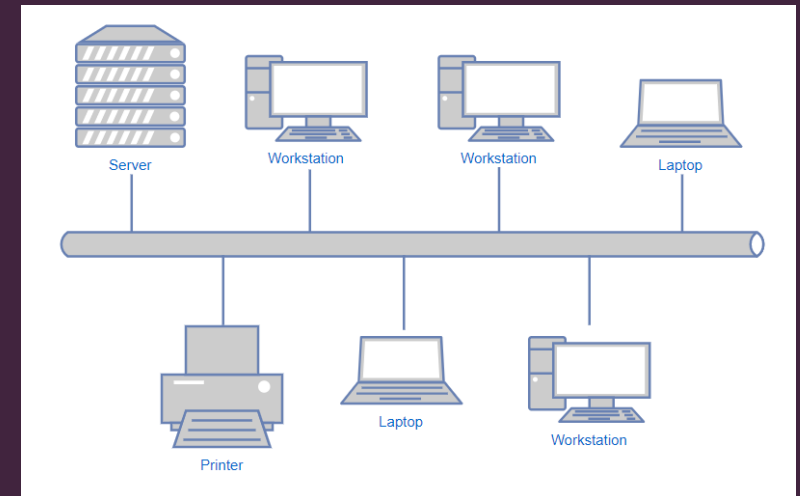 Server
Workstation
Workstation
Laptop
Printer
Laptop
Workstation